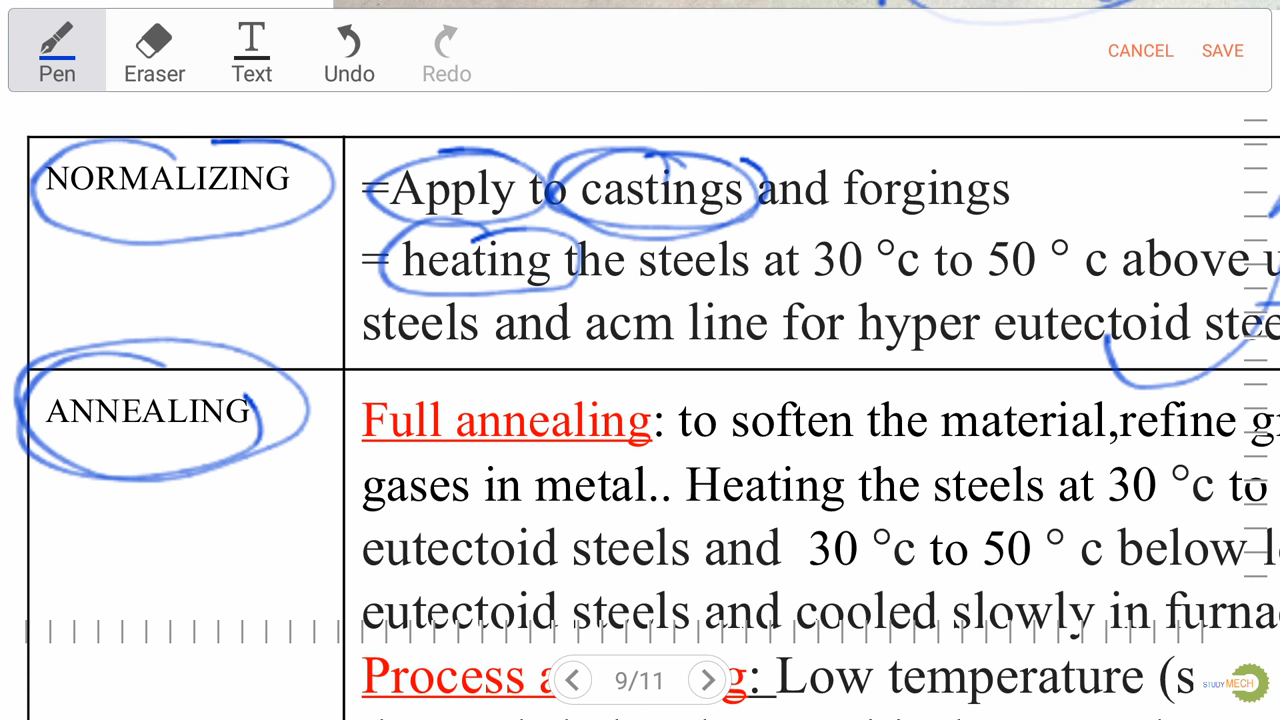 Pen
Eraser
Text
Undo
Redo
CANCEL
SAVE
NORMALIZING
=Apply to castings and forgings
= heating the steels at 30 °c to 50 ° c above
steels and acm line for hyper eutectoid
ANNEALING
Full annealing: to soften the material,refine
gases in metal.. Heating the steels at 30 °c to
eutectoid steels and 30 °c to 50 ° c below
eutectoid steels and cooled slowly in
Process
: Low temperature (s
9/11
STUDY MECH